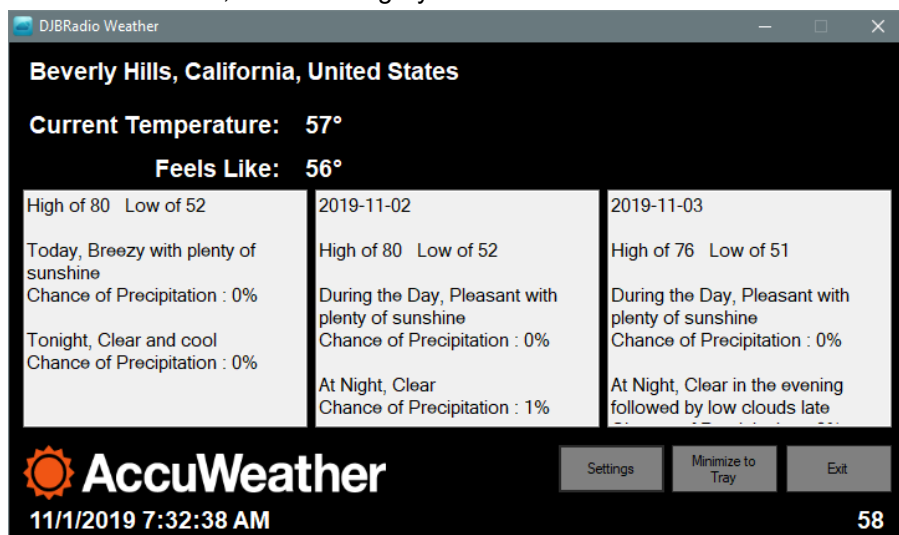 DJBRadio Weather
Beverly Hills, California, United States
Current Temperature: 57°
Feels Like: 56°
High of 80 Low of 52
Today, Breezy with plenty of
sunshine
Chance of Precipitation : 0%
Tonight, Clear and cool
Chance of Precipitation : 0%
2019-11-02
High of 80 Low of 52
During the Day, Pleasant with
plenty of sunshine
Chance of Precipitation : 0%
At Night, Clear
Chance of Precipitation : 1%
2019-11-03
High of 76 Low of 51
During the Day, Pleasant with
plenty of sunshine
Chance of Precipitation : 0%
At Night, Clear in the evening
followed by low clouds late
AccuWeather
Settings
Minimize to
Tray
Exit
11/1/2019 7:32:38 AM
58